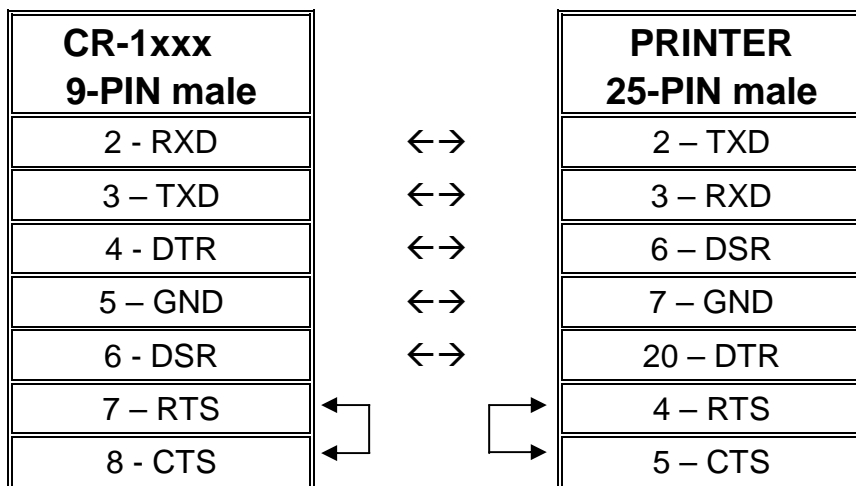 CR-1xxx PRINTER
9-PIN male 25-PIN male
2 - RXD ←→ 2 – TXD
3 – TXD ←→ 3 – RXD
4 - DTR ←→ 6 – DSR
5 – GND ←→ 7 – GND
6 - DSR ←→ 20 – DTR
7 – RTS 4 – RTS
8 - CTS 5 – CTS